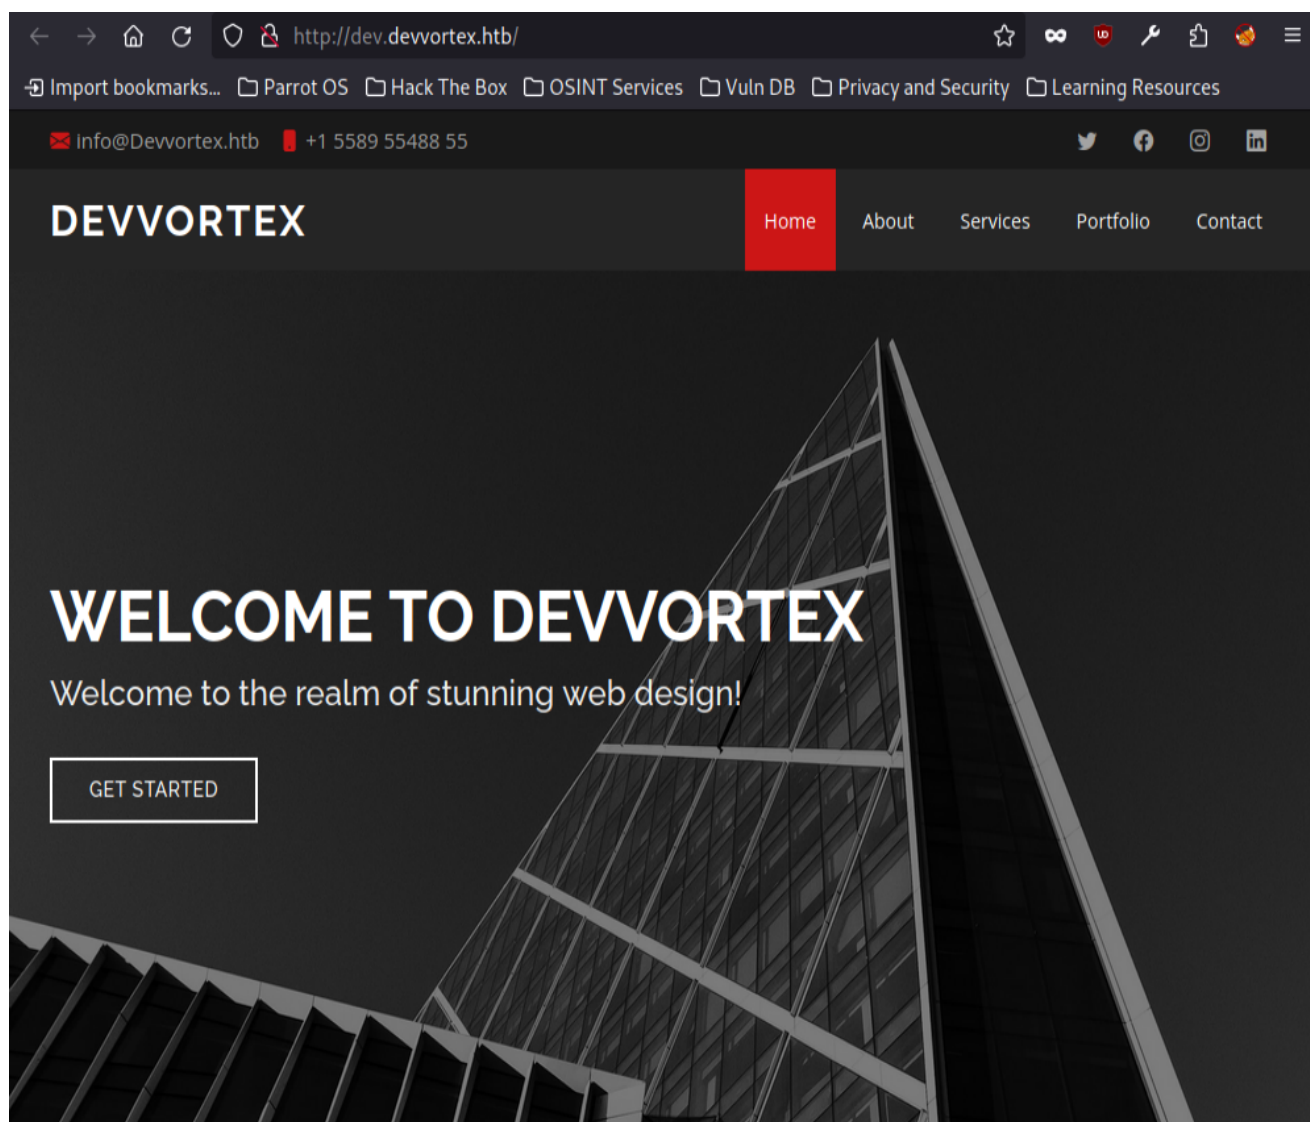 http://dev.devvortex.htb/
Import bookmarks... Parrot OS Hack The Box OSINT Services Vuln DB Privacy and Security Learning Resources
info@Devvortex.htb +1 5589 55488 55
DEVVORTEX Home About Services Portfolio Contact
WELCOME TO DEVVORTEX
Welcome to the realm of stunning web design!
GET STARTED